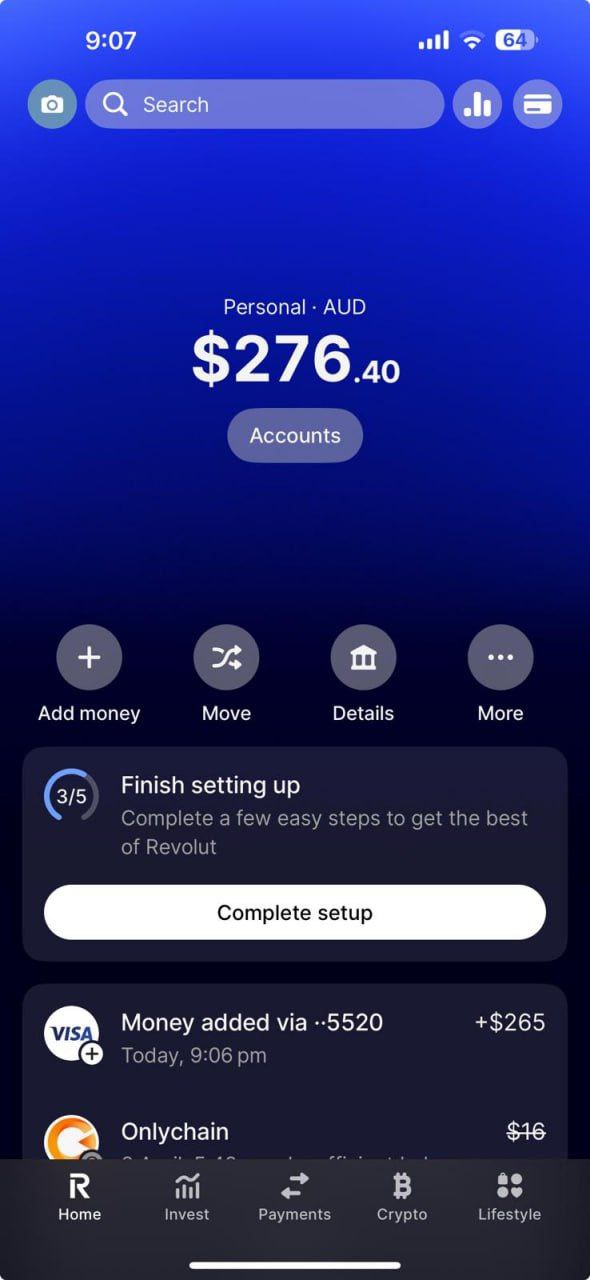 9:07
64
Search
Personal · AUD
$276.40
Accounts
Add money
Move
Details
More
3/5
Finish setting up
Complete a few easy steps to get the best
of Revolut
Complete setup
VISA
Money added via ··5520
+$265
Today, 9:06 pm
Onlychain
$16
Home
Invest
Payments
Crypto
Lifestyle